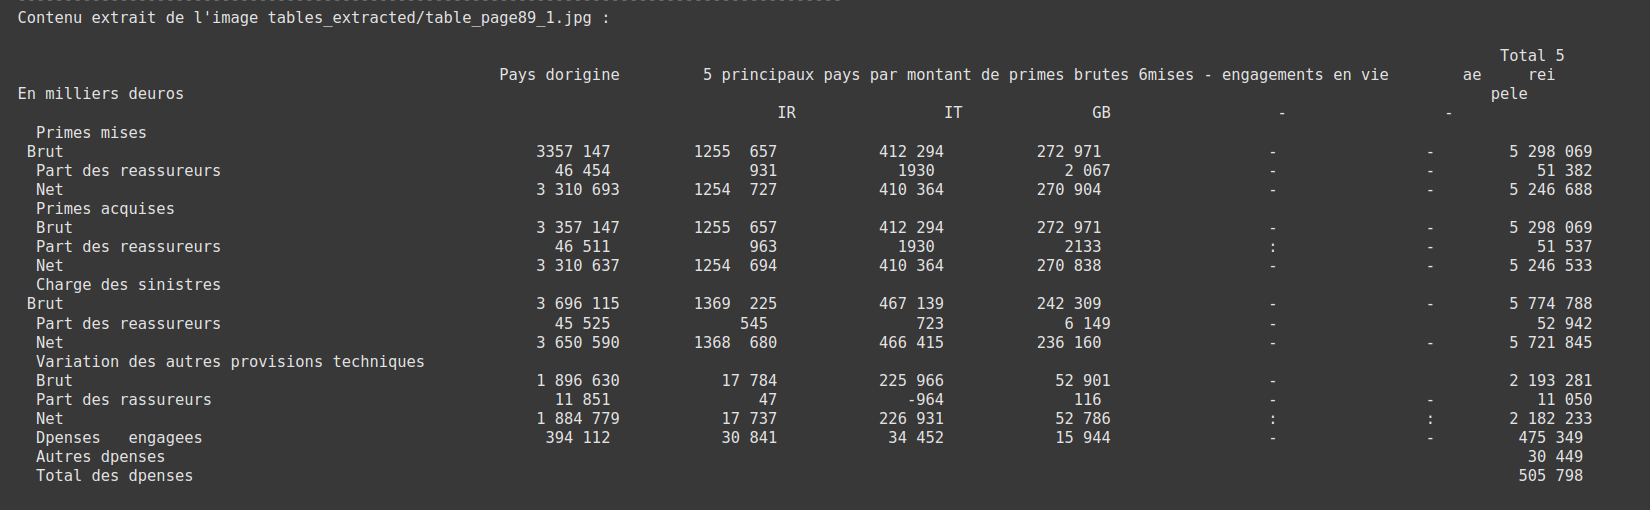 Contenu extrait de l'image tables_extracted/table_page89_1.jpg :
Total 5
Pays dorigine 5 principaux pays par montant de primes brutes 6mises - engagements en vie ae rei
En milliers deuros pele
IR IT GB - -
Primes mises
Brut 3357 147 1255 657 412 294 272 971 - - 5 298 069
Part des reassureurs 46 454 931 1930 2 067 - - 51 382
Net 3 310 693 1254 727 410 364 270 904 - - 5 246 688
Primes acquises
Brut 3 357 147 1255 657 412 294 272 971 - - 5 298 069
Part des reassureurs 46 511 963 1930 2133 : - 51 537
Net 3 310 637 1254 694 410 364 270 838 - - 5 246 533
Charge des sinistres
Brut 3 696 115 1369 225 467 139 242 309 - - 5 774 788
Part des reassureurs 45 525 545 723 6 149 - 52 942
Net 3 650 590 1368 680 466 415 236 160 - - 5 721 845
Variation des autres provisions techniques
Brut 1 896 630 17 784 225 966 52 901 - 2 193 281
Part des rassureurs 11 851 47 -964 116 - - 11 050
Net 1 884 779 17 737 226 931 52 786 : : 2 182 233
Dpenses engagees 394 112 30 841 34 452 15 944 - - 475 349
Autres dpenses 30 449
Total des dpenses 505 798